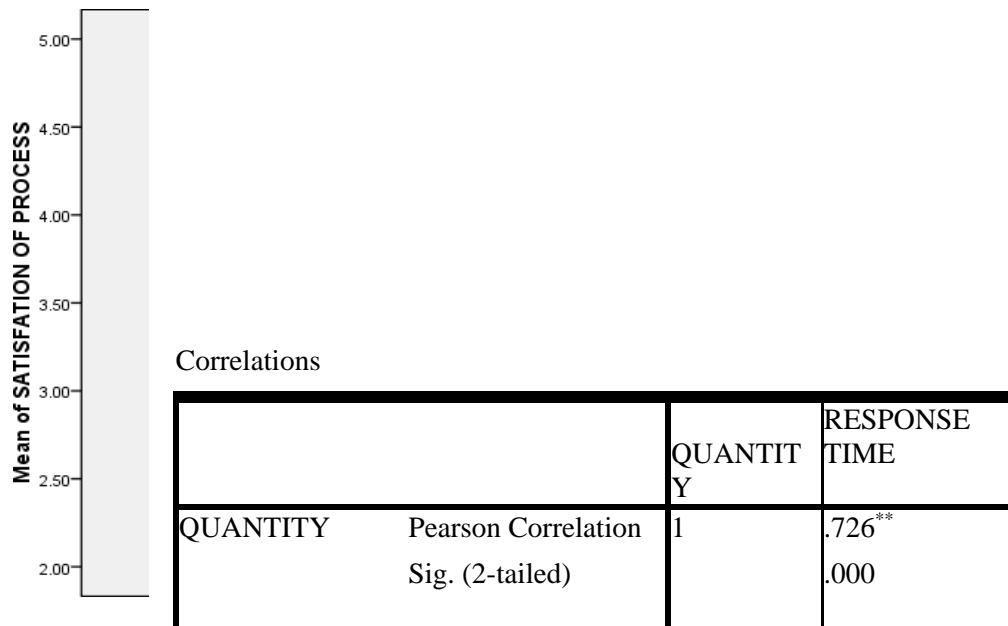 5.00
4.50
4.00
3.50
3.00
2.50
2.00
Mean of SATISFATION OF PROCESS
Correlations
QUANTIT
Y
RESPONSE
TIME
QUANTITY Pearson Correlation 1 .726**
Sig. (2-tailed) .000